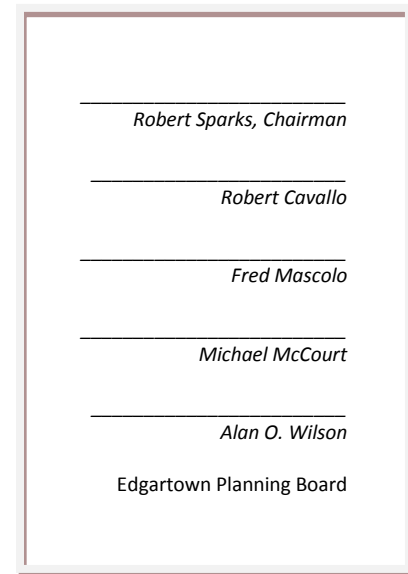 Robert Sparks, Chairman
Robert Cavallo
Fred Mascolo
Michael McCourt
Alan O. Wilson
Edgartown Planning Board